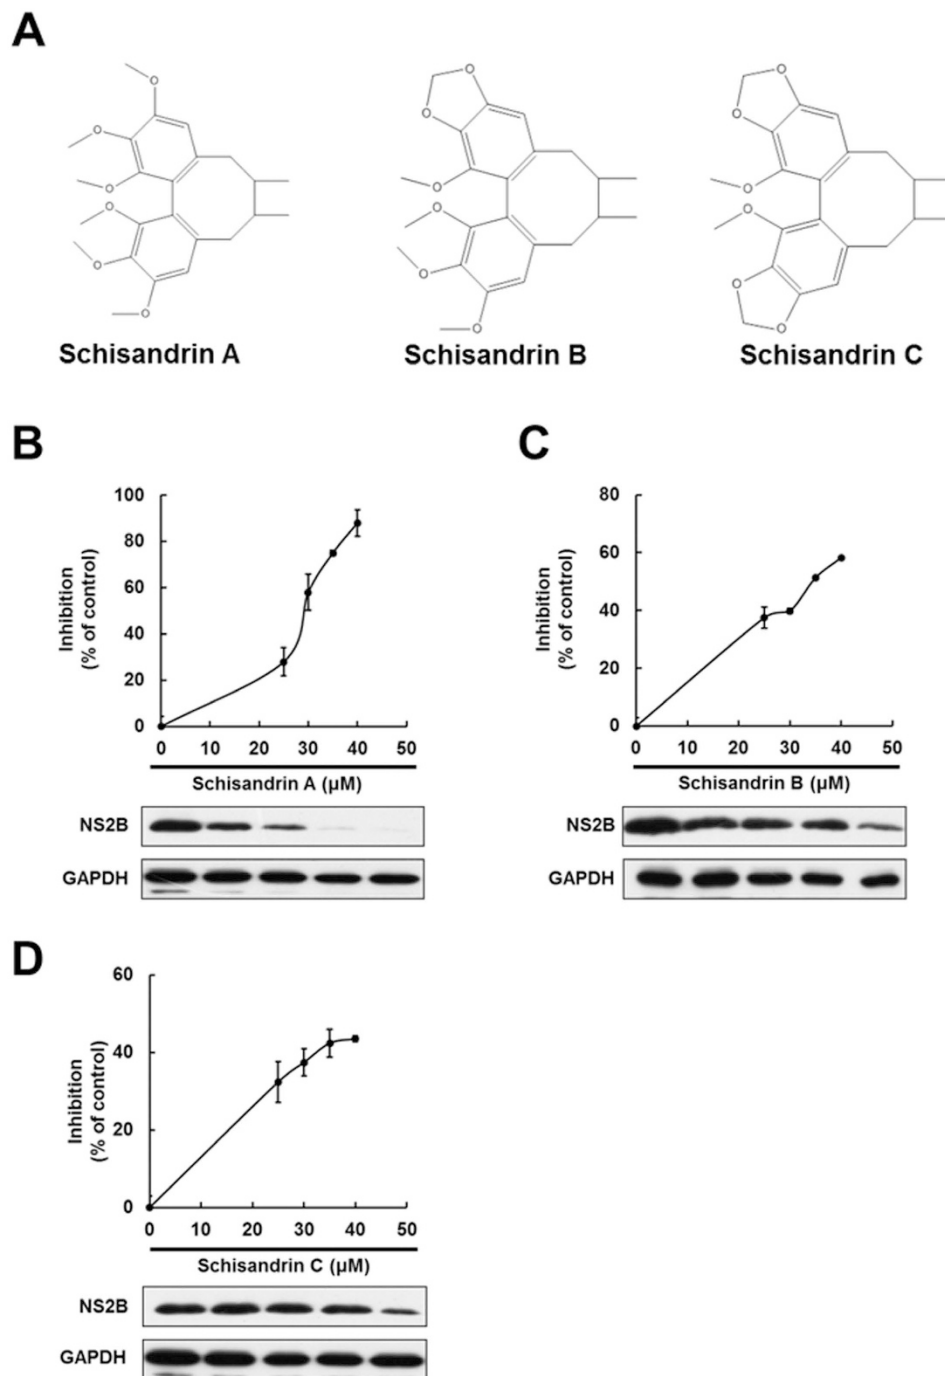 A
O O O O O O
Schisandrin A
O O O O O O
Schisandrin B
O O O O O O
Schisandrin C
B
Inhibition
(% of control)
100
80
60
40
20
0
0 10 20 30 40 50
Schisandrin A (μM)
NS2B
GAPDH
C
Inhibition
(% of control)
80
60
40
20
0
0 10 20 30 40 50
Schisandrin B (μM)
NS2B
GAPDH
D
Inhibition
(% of control)
60
40
20
0
0 10 20 30 40 50
Schisandrin C (μM)
NS2B
GAPDH